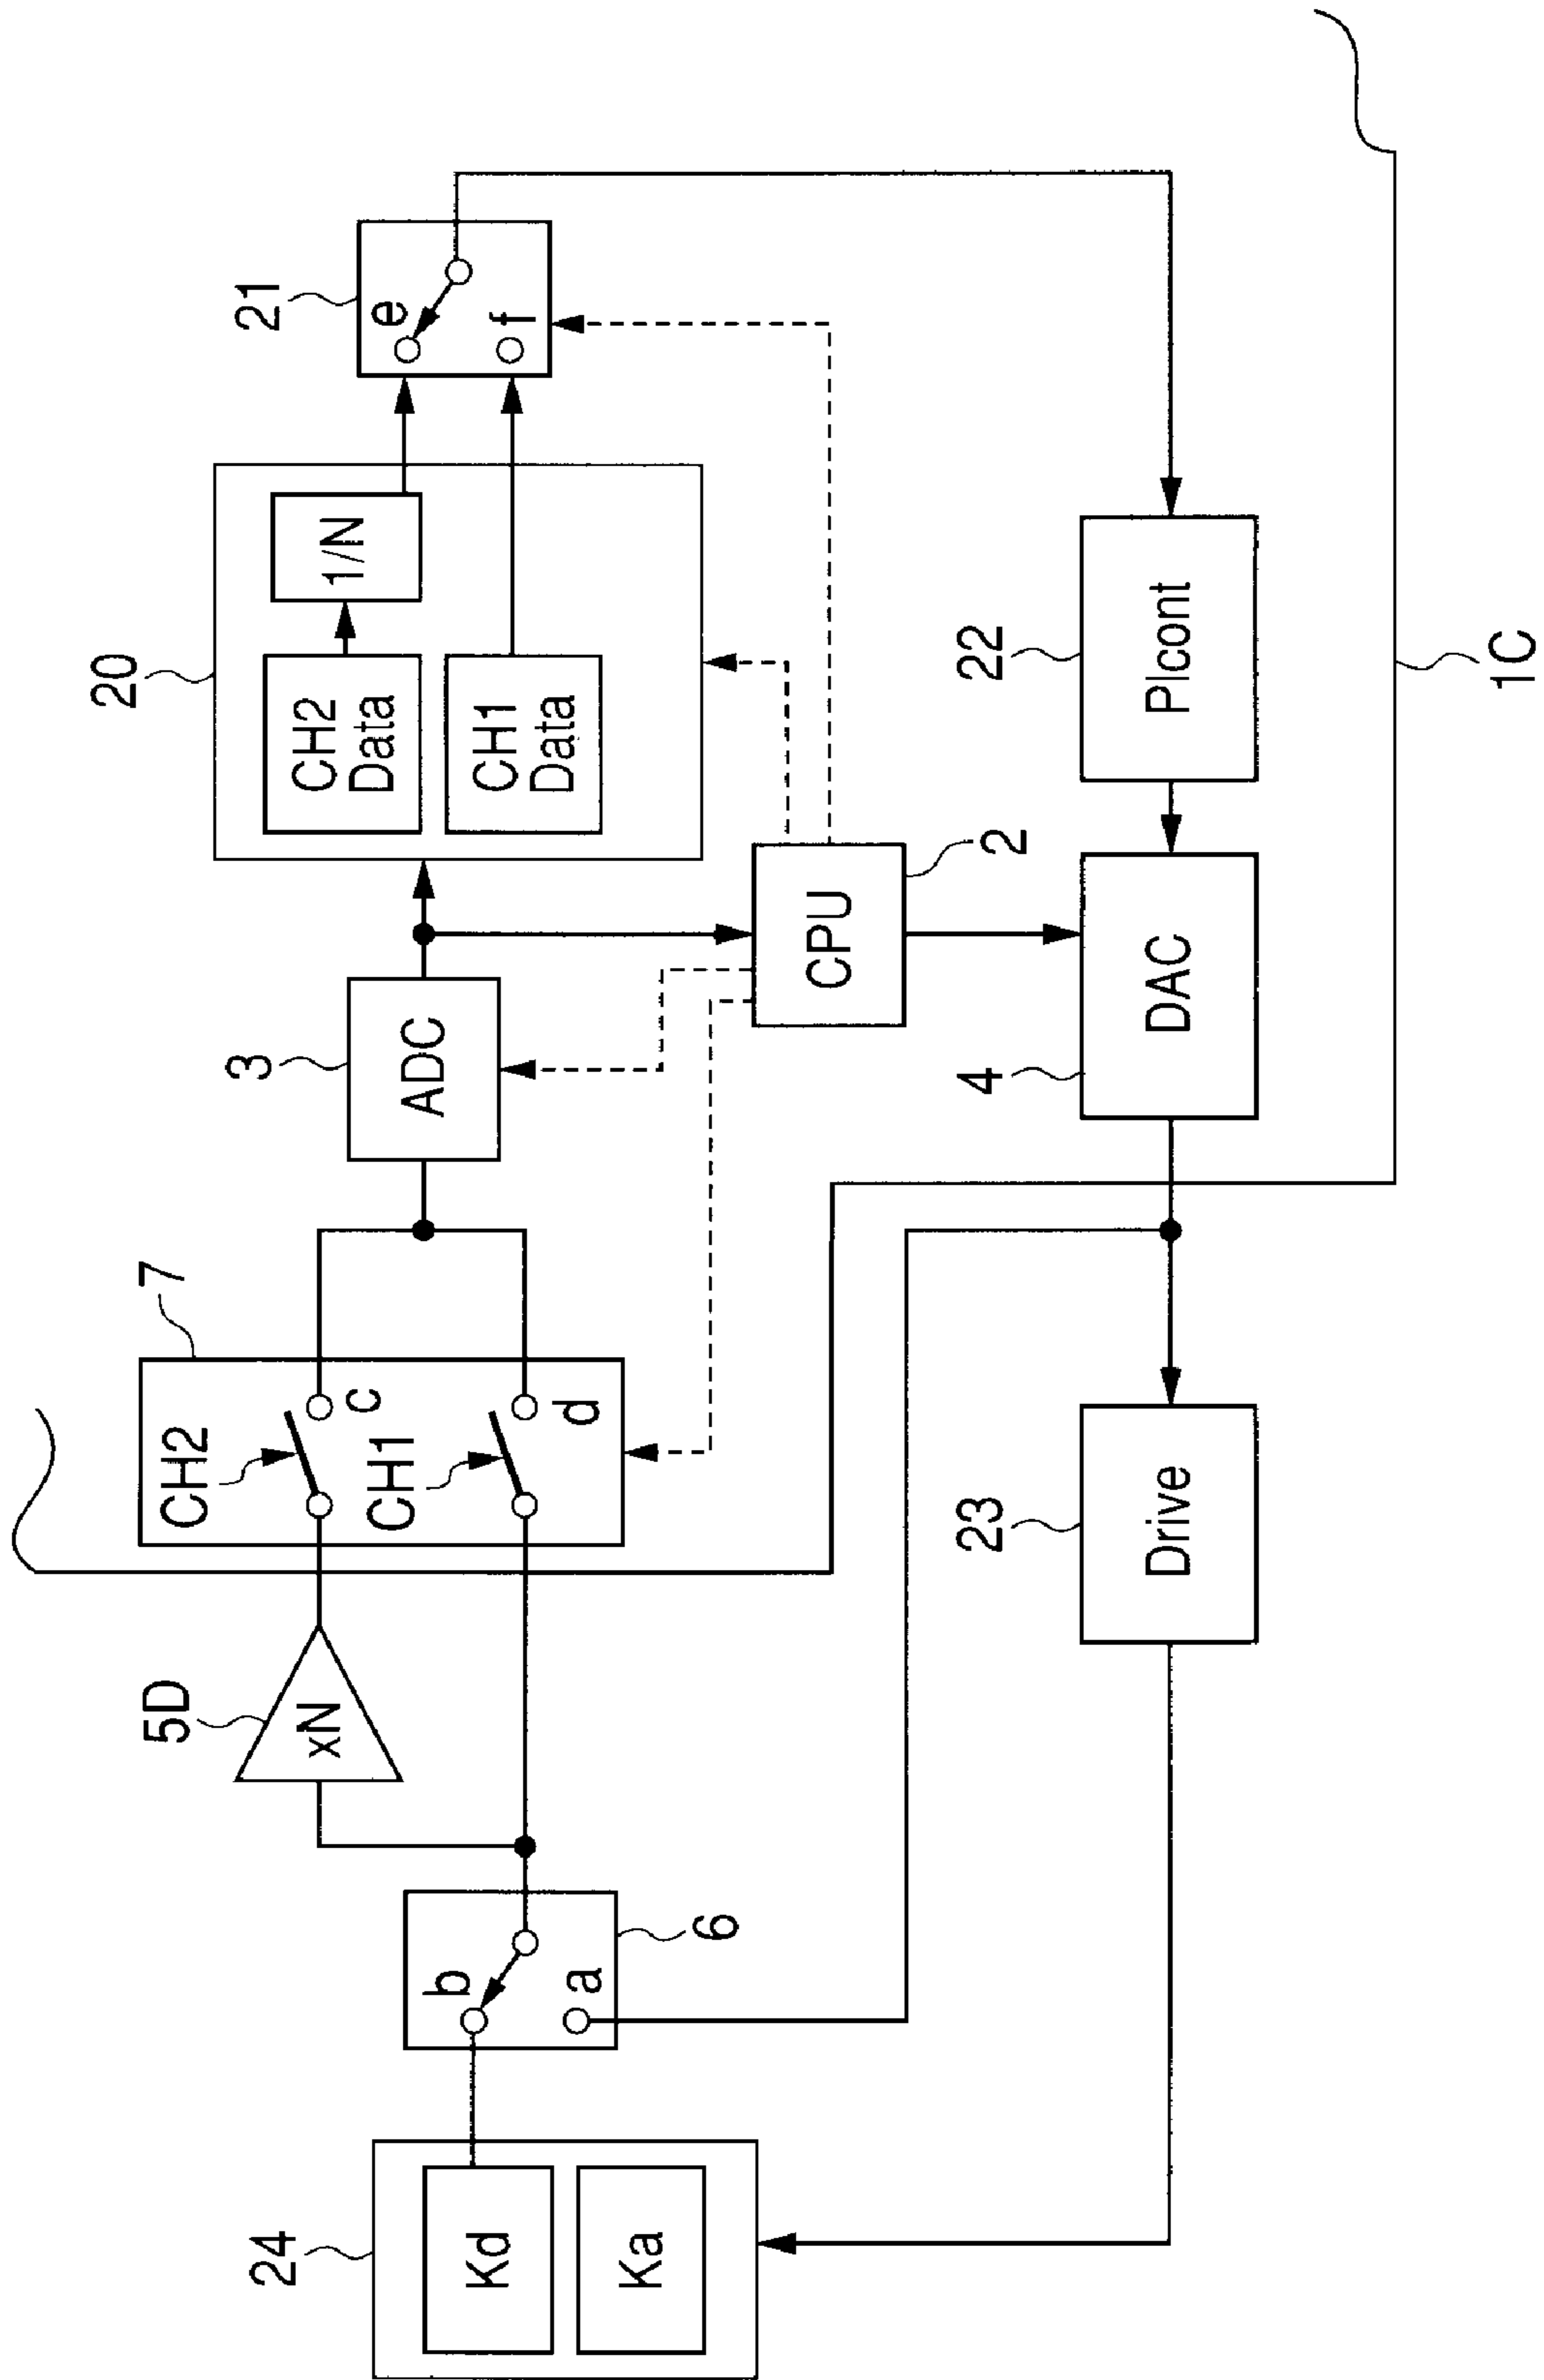 24
Kd
Ka
b
a
6
5D
xN
7
CH2
c
CH1
d
3
ADC
20
CH2
Data
1/N
CH1
Data
21
e
f
CPU
2
23
Drive
4
DAC
22
PIcont
1C